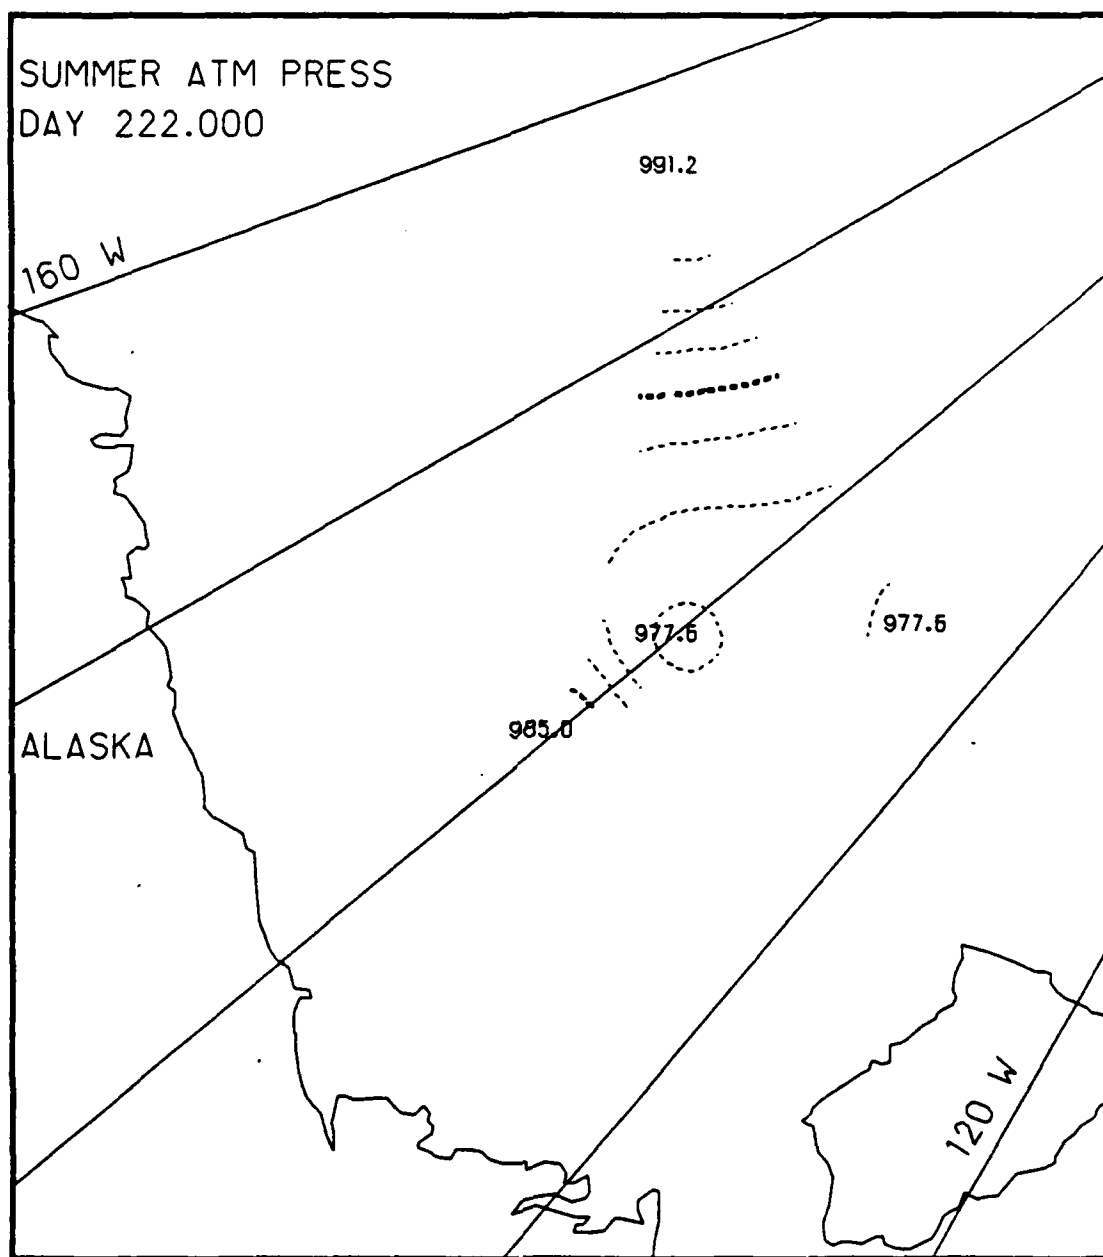 SUMMER ATM PRESS
DAY 222.000
991.2
160 W
977.6
977.6
985.0
ALASKA
120 W